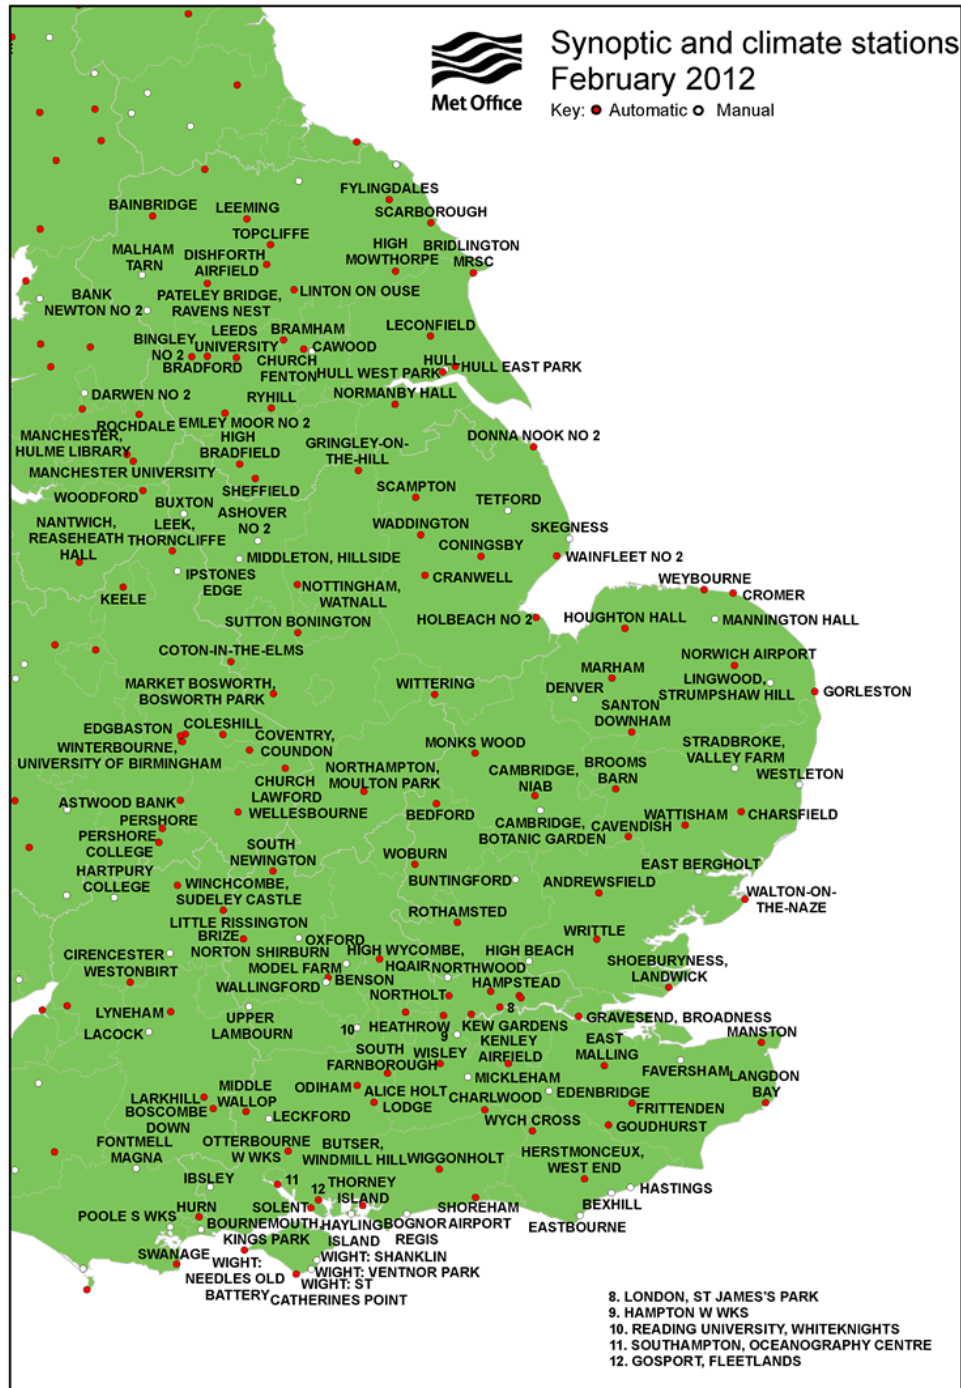 Synoptic and climate stations
February 2012
Met Office
Key: Automatic Manual
FYLINGDALES
BAINBRIDGE
LEEMING
SCARBOROUGH
TOPCLIFFE
MALHAM
TARN
DISHFORTH
AIRFIELD
HIGH
MOWTHORPE
BRIDLINGTON
MRSC
BANK
NEWTON NO 2
PATELEY BRIDGE,
RAVENS NEST
LINTON ON OUSE
BINGLEY
NO 2
LEEDS
UNIVERSITY
BRAMHAM
LECONFIELD
CAWOOD
BRADFORD
CHURCH
FENTON
HULL
HULL WEST PARK
HULL EAST PARK
DARWEN NO 2
RYHILL
NORMANBY HALL
ROCHDALE
EMLEY MOOR NO 2
MANCHESTER,
HULME LIBRARY
HIGH
BRADFIELD
GRINGLEY-ON-
THE-HILL
DONNA NOOK NO 2
MANCHESTER UNIVERSITY
WOODFORD
SHEFFIELD
SCAMPTON
TETFORD
BUXTON
NANTWICH,
REASEHEATH
HALL
LEEK,
THORNCLIFFE
ASHOVER
NO 2
WADDINGTON
SKEGNESS
CONINGSBY
MIDDLETON, HILLSIDE
WAINFLEET NO 2
IPSTONES
EDGE
KEELE
NOTTINGHAM,
WATNALL
CRANWELL
WEYBOURNE
CROMER
SUTTON BONINGTON
HOLBEACH NO 2
HOUGHTON HALL
MANNINGTON HALL
COTON-IN-THE-ELMS
NORWICH AIRPORT
MARHAM
MARKET BOSWORTH,
BOSWORTH PARK
WITTERING
DENVER
LINGWOOD,
STRUMPSHAW HILL
GORLESTON
SANTON
DOWNHAM
EDGBASTON
COLESHILL
WINTERBOURNE,
UNIVERSITY OF BIRMINGHAM
COVENTRY,
COUNDON
MONKS WOOD
STRADBROKE,
VALLEY FARM
CHURCH
LAWFORD
NORTHAMPTON,
MOULTON PARK
CAMBRIDGE,
NIAB
BROOMS
BARN
WESTLETON
ASTWOOD BANK
WELLESBOURNE
BEDFORD
PERSHORE
PERSHORE
COLLEGE
CAMBRIDGE,
BOTANIC GARDEN
CAVENDISH
WATTISHAM
CHARSFIELD
SOUTH
NEWINGTON
WOBURN
HARTPURY
COLLEGE
BUNTINGFORD
EAST BERGHOLT
WINCHCOMBE,
SUDELEY CASTLE
ANDREWSFIELD
WALTON-ON-
THE-NAZE
ROTHAMSTED
LITTLE RISSINGTON
BRIZE
NORTON
OXFORD
WRITTLE
CIRENCESTER
SHIRBURN
MODEL FARM
HIGH WYCOMBE,
HQAIR
HIGH BEACH
SHOEBURYNESS,
LANDWICK
WESTONBIRT
WALLINGFORD
BENSON
NORTHWOOD
HAMPSTEAD
NORTHOLT
LYNEHAM
UPPER
LAMBOURN
8
GRAVESEND, BROADNESS
LACOCK
10
HEATHROW
9
KEW GARDENS
MANSTON
KENLEY
AIRFIELD
EAST
MALLING
SOUTH
FARNBOROUGH
WISLEY
FAVERSHAM
LANGDON
BAY
MICKLEHAM
ODIHAM
ALICE HOLT
LODGE
EDENBRIDGE
LARKHILL
MIDDLE
WALLOP
CHARLWOOD
FRITTENDEN
BOSCOMBE
DOWN
LECKFORD
WYCH CROSS
GOUDHURST
FONTMELL
MAGNA
OTTERBOURNE
W WKS
BUTSER,
WINDMILL HILL
WIGGONHOLT
HERSTMONCEUX,
WEST END
IBSLEY
11
12
THORNEY
ISLAND
HASTINGS
BEXHILL
HURN
SOLENT
SHOREHAM
AIRPORT
EASTBOURNE
POOLE S WKS
BOURNEMOUTH
KINGS PARK
HAYLING
ISLAND
BOGNOR
REGIS
SWANAGE
WIGHT:
NEEDLES OLD
BATTERY
WIGHT: SHANKLIN
WIGHT: VENTNOR PARK
WIGHT: ST
CATHERINES POINT
8. LONDON, ST JAMES'S PARK
9. HAMPTON W WKS
10. READING UNIVERSITY, WHITEKNIGHTS
11. SOUTHAMPTON, OCEANOGRAPHY CENTRE
12. GOSPORT, FLEETLANDS